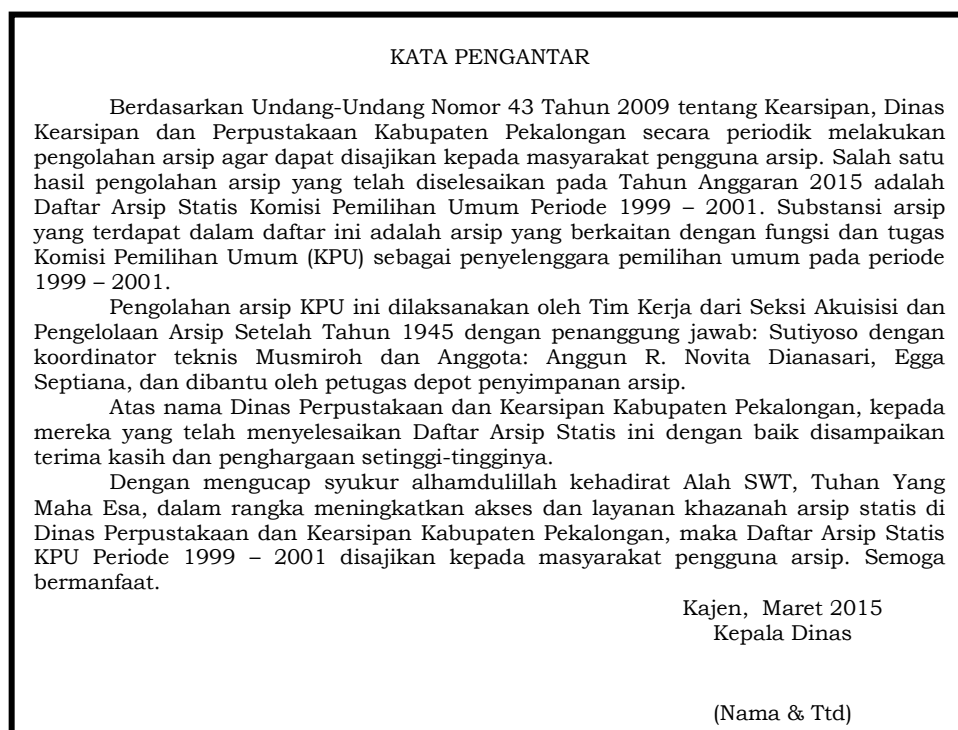 KATA PENGANTAR
Berdasarkan Undang-Undang Nomor 43 Tahun 2009 tentang Kearsipan, Dinas
Kearsipan dan Perpustakaan Kabupaten Pekalongan secara periodik melakukan
pengolahan arsip agar dapat disajikan kepada masyarakat pengguna arsip. Salah satu
hasil pengolahan arsip yang telah diselesaikan pada Tahun Anggaran 2015 adalah
Daftar Arsip Statis Komisi Pemilihan Umum Periode 1999 – 2001. Substansi arsip
yang terdapat dalam daftar ini adalah arsip yang berkaitan dengan fungsi dan tugas
Komisi Pemilihan Umum (KPU) sebagai penyelenggara pemilihan umum pada periode
1999 – 2001.
Pengolahan arsip KPU ini dilaksanakan oleh Tim Kerja dari Seksi Akuisisi dan
Pengelolaan Arsip Setelah Tahun 1945 dengan penanggung jawab: Sutiyoso dengan
koordinator teknis Musmiroh dan Anggota: Anggun R. Novita Dianasari, Egga
Septiana, dan dibantu oleh petugas depot penyimpanan arsip.
Atas nama Dinas Perpustakaan dan Kearsipan Kabupaten Pekalongan, kepada
mereka yang telah menyelesaikan Daftar Arsip Statis ini dengan baik disampaikan
terima kasih dan penghargaan setinggi-tingginya.
Dengan mengucap syukur alhamdulillah kehadirat Alah SWT, Tuhan Yang
Maha Esa, dalam rangka meningkatkan akses dan layanan khazanah arsip statis di
Dinas Perpustakaan dan Kearsipan Kabupaten Pekalongan, maka Daftar Arsip Statis
KPU Periode 1999 – 2001 disajikan kepada masyarakat pengguna arsip. Semoga
bermanfaat.
Kajen, Maret 2015
Kepala Dinas
(Nama & Ttd)